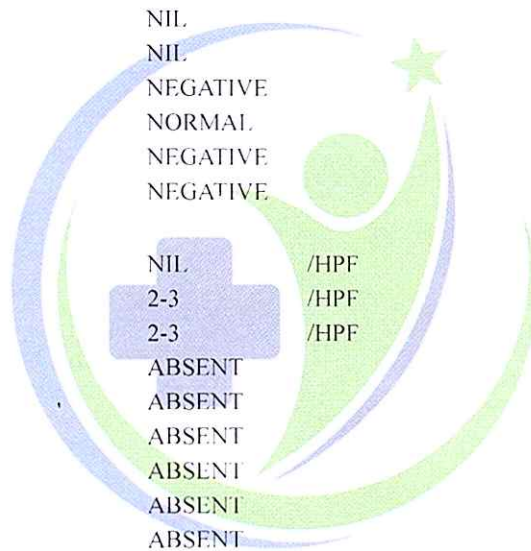 NIL
NIL
NEGATIVE
NORMAL
NEGATIVE
NEGATIVE
NIL /HPF
2-3 /HPF
2-3 /HPF
ABSENT
ABSENT
ABSENT
ABSENT
ABSENT
ABSENT